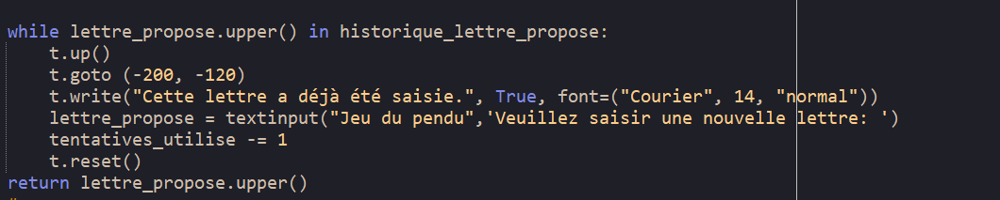 while lettre_propose.upper() in historique_lettre_propose:
    t.up()
    t.goto (-200, -120)
    t.write("Cette lettre a déjà été saisie.", True, font=("Courier", 14, "normal"))
    lettre_propose = textinput("Jeu du pendu",'Veuillez saisir une nouvelle lettre: ')
    tentatives_utilise -= 1
    t.reset()
return lettre_propose.upper()